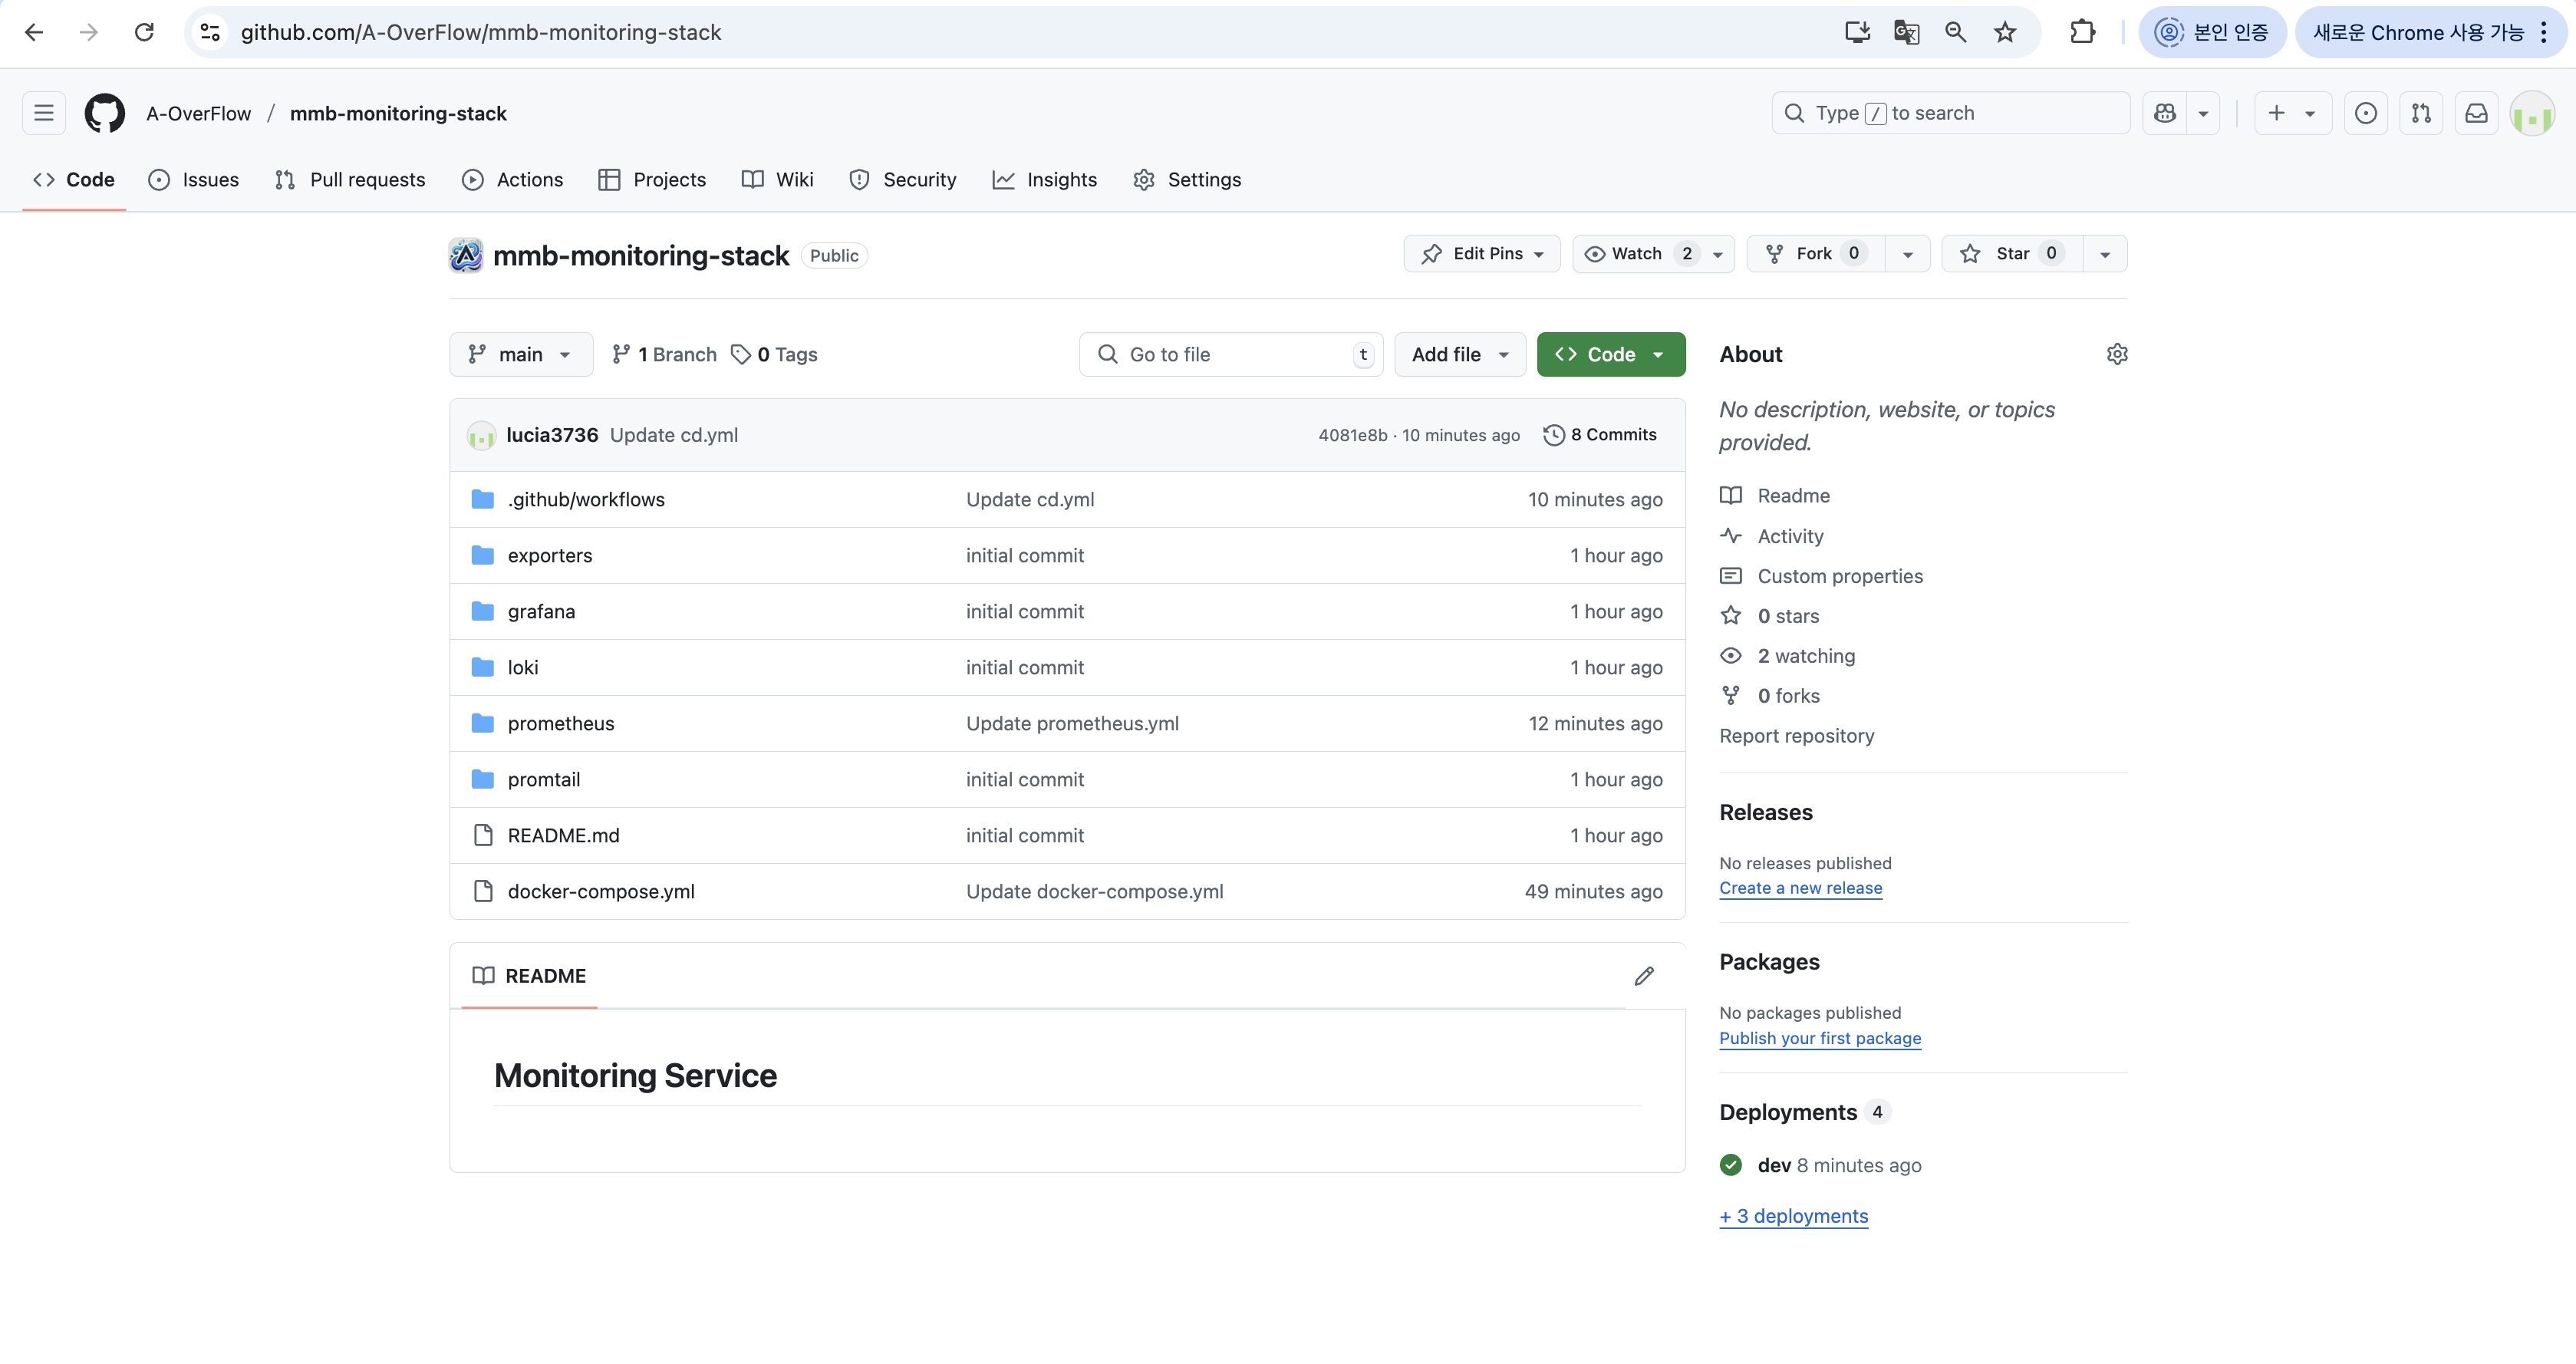 github.com/A-OverFlow/mmb-monitoring-stack
본인 인증
새로운 Chrome 사용 가능
A-OverFlow / mmb-monitoring-stack
Type / to search
Code
Issues
Pull requests
Actions
Projects
Wiki
Security
Insights
Settings
mmb-monitoring-stack Public
Edit Pins
Watch 2
Fork 0
Star 0
main
1 Branch
0 Tags
Go to file t
Add file
Code
lucia3736 Update cd.yml 4081e8b · 10 minutes ago 8 Commits
.github/workflows Update cd.yml 10 minutes ago
exporters initial commit 1 hour ago
grafana initial commit 1 hour ago
loki initial commit 1 hour ago
prometheus Update prometheus.yml 12 minutes ago
promtail initial commit 1 hour ago
README.md initial commit 1 hour ago
docker-compose.yml Update docker-compose.yml 49 minutes ago
README
Monitoring Service
About
No description, website, or topics
provided.
Readme
Activity
Custom properties
0 stars
2 watching
0 forks
Report repository
Releases
No releases published
Create a new release
Packages
No packages published
Publish your first package
Deployments 4
dev 8 minutes ago
+ 3 deployments